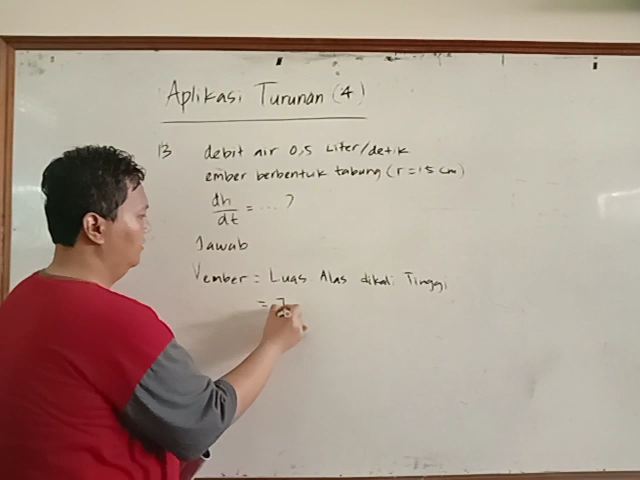 Aplikasi Turunan (4)
13 debit air 0,5 Liter/detik
ember berbentuk tabung (r = 15 cm)
dh/dt = .... ?
Jawab
Vember = Luas Alas dikali Tinggi
=